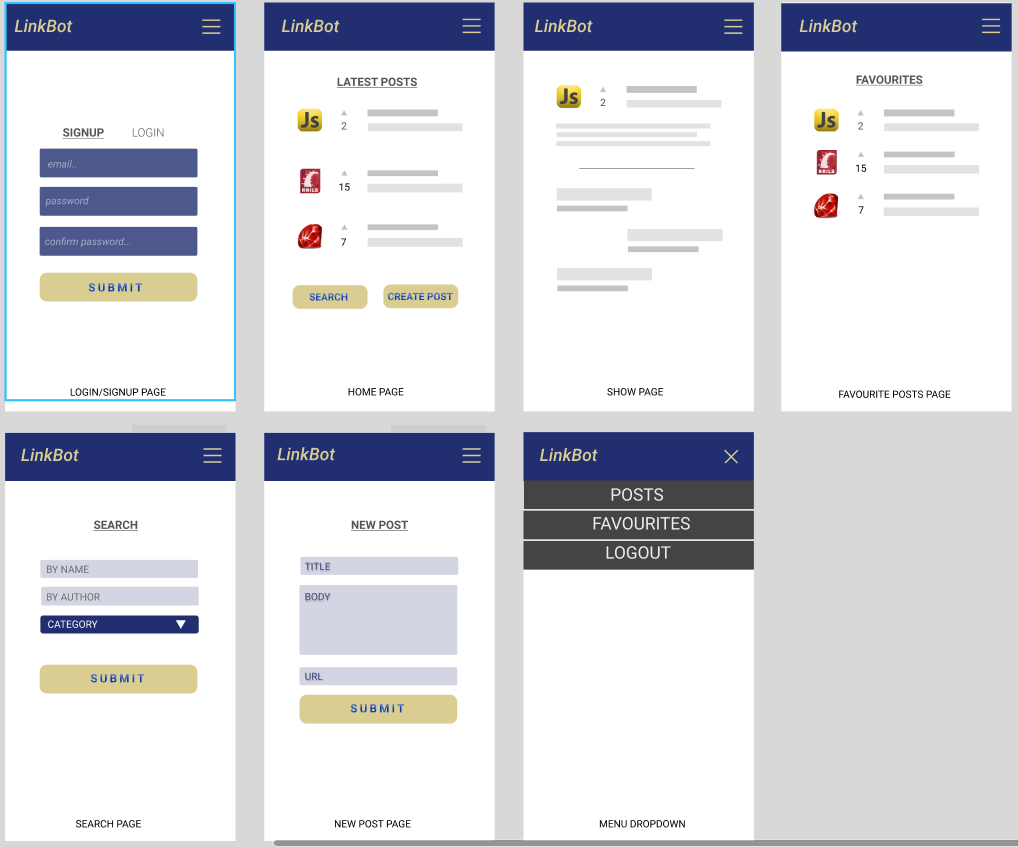 LinkBot
SIGNUP LOGIN
email..
password
confirm password...
SUBMIT
LOGIN/SIGNUP PAGE
LinkBot
LATEST POSTS
Js 2
RAILS 15
7
SEARCH CREATE POST
HOME PAGE
LinkBot
Js 2
SHOW PAGE
LinkBot
FAVOURITES
Js 2
RAILS 15
7
FAVOURITE POSTS PAGE
LinkBot
SEARCH
BY NAME
BY AUTHOR
CATEGORY
SUBMIT
SEARCH PAGE
LinkBot
NEW POST
TITLE
BODY
URL
SUBMIT
NEW POST PAGE
LinkBot
POSTS
FAVOURITES
LOGOUT
MENU DROPDOWN